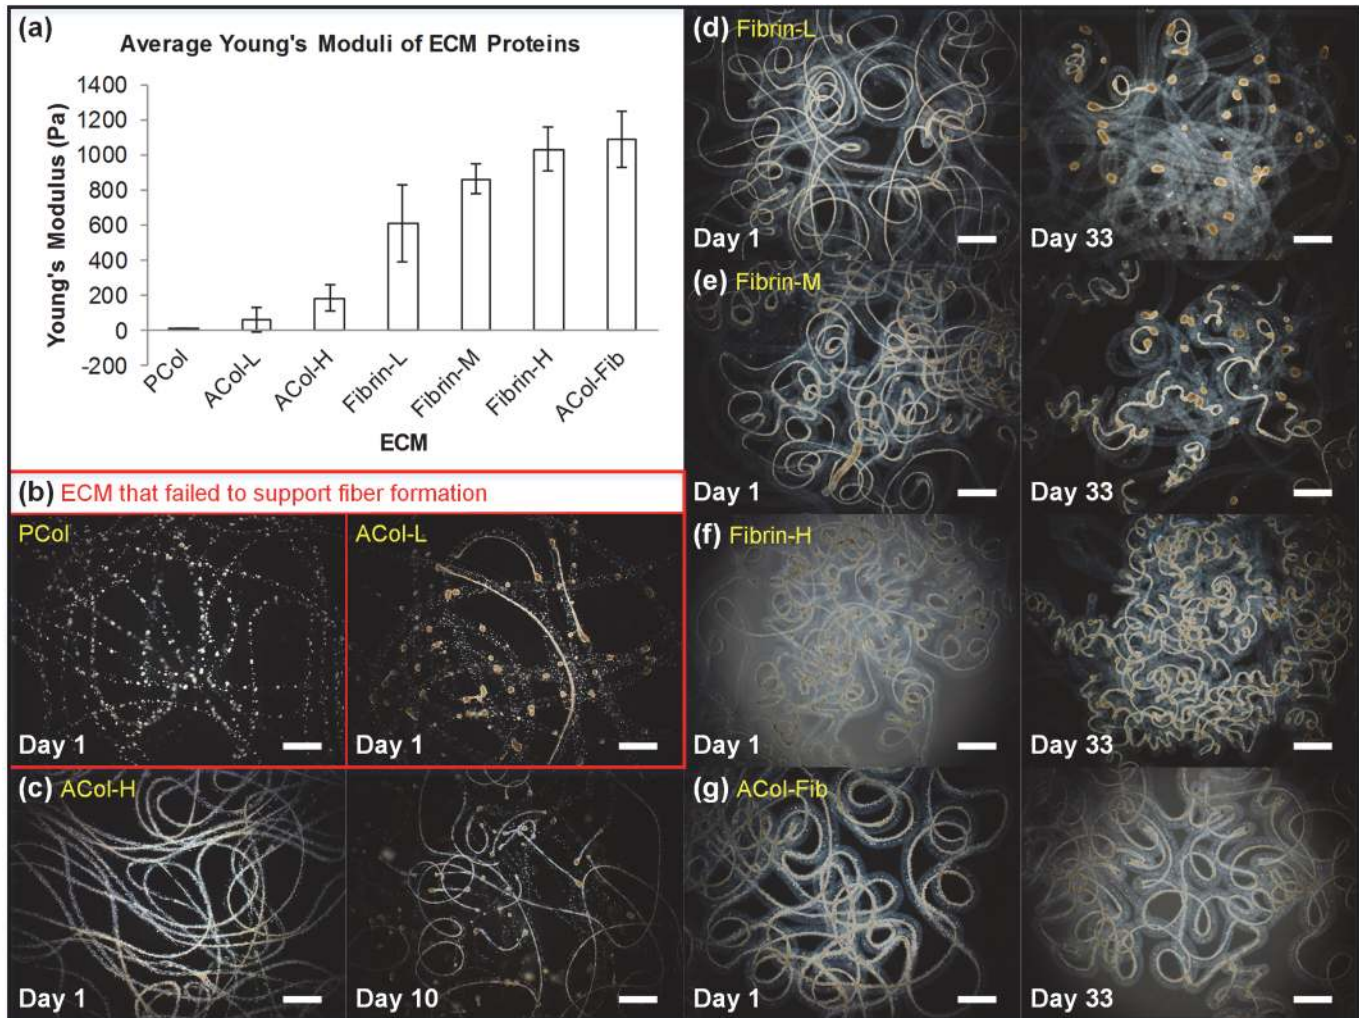 (a)
Average Young's Moduli of ECM Proteins
Young's Modulus (Pa)
1400
1200
1000
800
600
400
200
0
-200
PCol
ACol-L
ACol-H
Fibrin-L
Fibrin-M
Fibrin-H
ACol-Fib
ECM
(b) ECM that failed to support fiber formation
PCol
Day 1
ACol-L
Day 1
(c) ACol-H
Day 1
Day 10
(d) Fibrin-L
Day 1
Day 33
(e) Fibrin-M
Day 1
Day 33
(f) Fibrin-H
Day 1
Day 33
(g) ACol-Fib
Day 1
Day 33